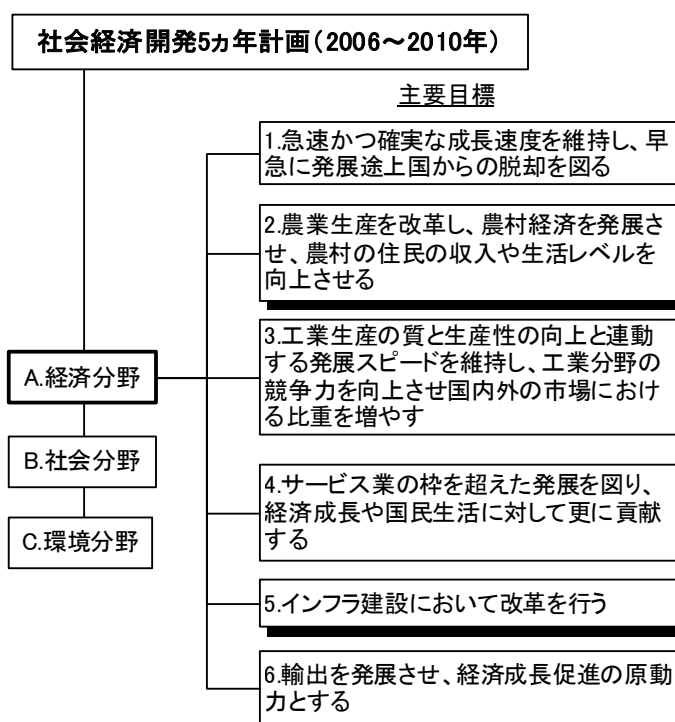 社会経済開発5ヵ年計画(2006~2010年)
主要目標
1.急速かつ確実な成長速度を維持し、早
急に発展途上国からの脱却を図る
2.農業生産を改革し、農村経済を発展さ
せ、農村の住民の収入や生活レベルを
向上させる
3.工業生産の質と生産性の向上と連動
する発展スピードを維持し、工業分野の
競争力を向上させ国内外の市場におけ
る比重を増やす
A.経済分野
B.社会分野
C.環境分野
4.サービス業の枠を超えた発展を図り、
経済成長や国民生活に対して更に貢献
する
5.インフラ建設において改革を行う
6.輸出を発展させ、経済成長促進の原動
力とする